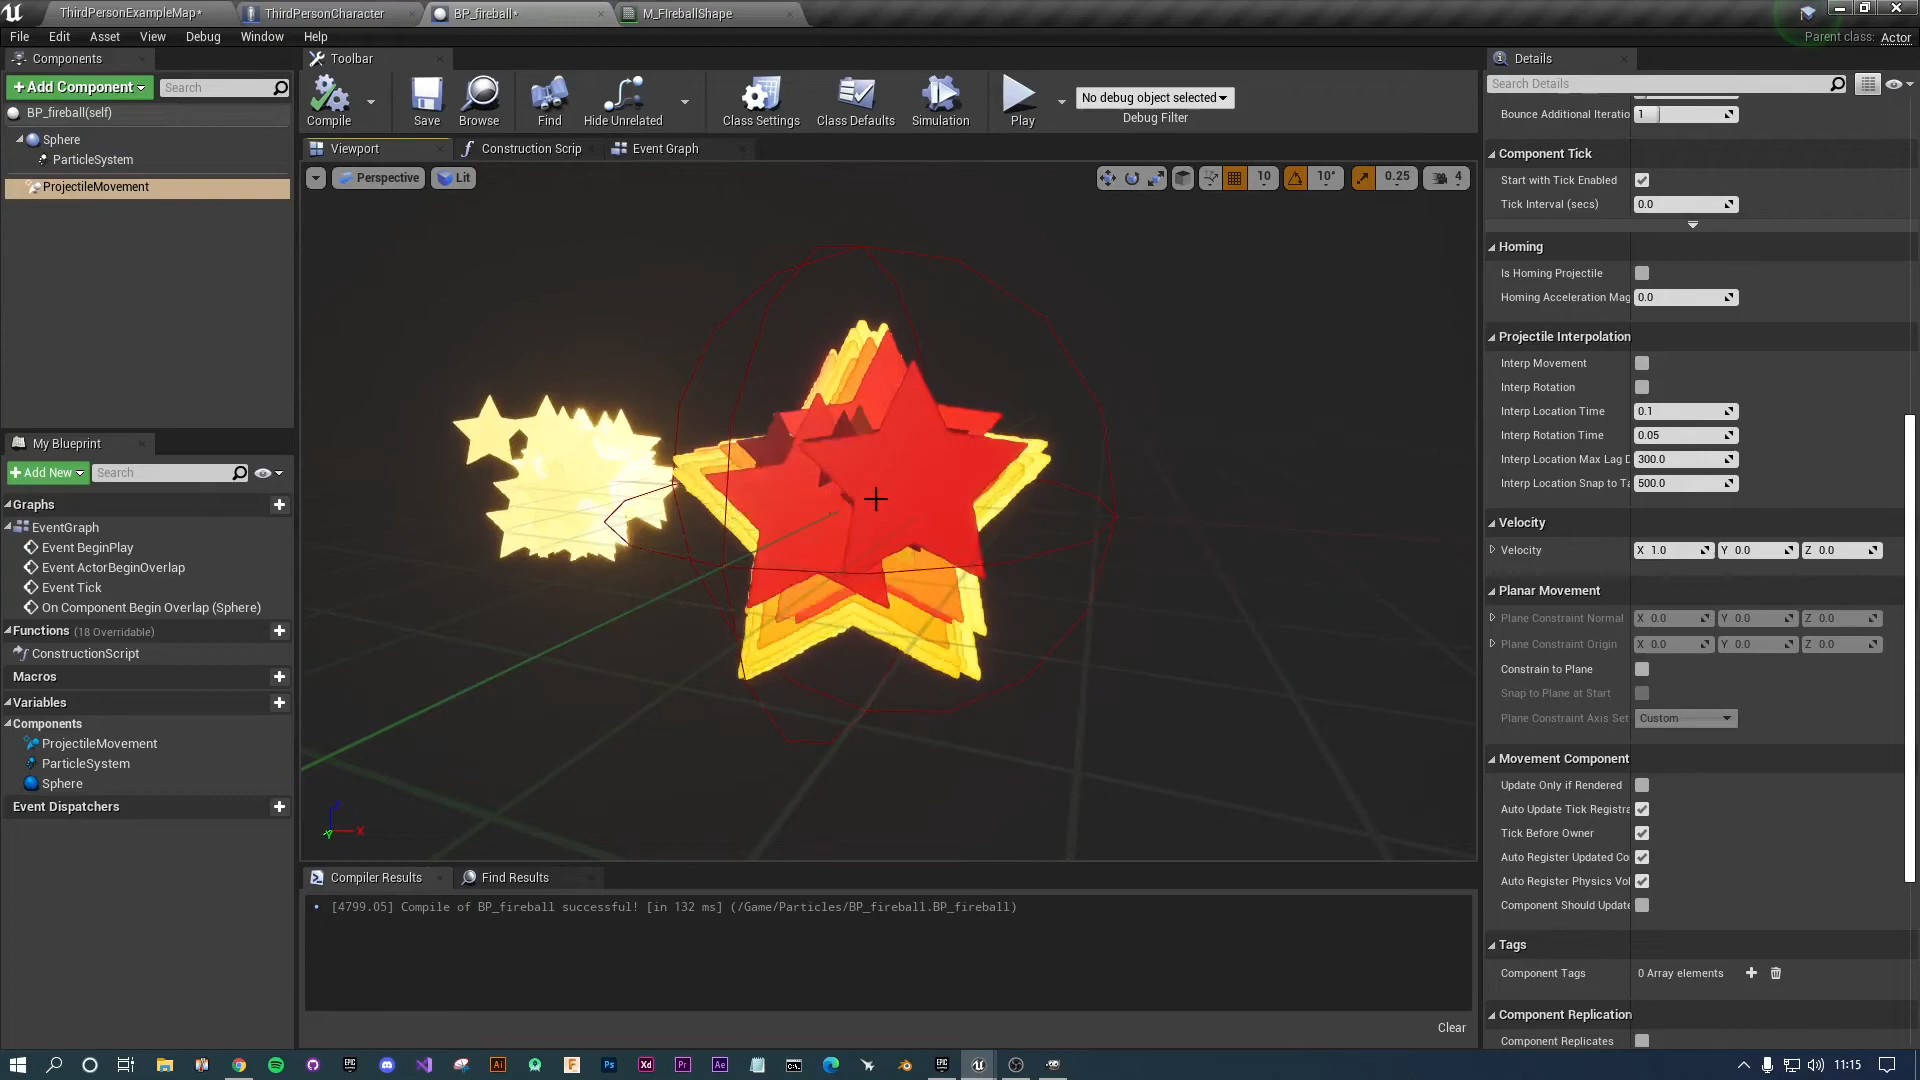 ThirdPersonExampleMap*
ThirdPersonCharacter
BP_fireball*
M_FIreballShape
File Edit Asset View Debug Window Help
Parent class: Actor
Components
+ Add Component
Search
BP_fireball(self)
Sphere
ParticleSystem
ProjectileMovement
Toolbar
Compile
Save
Browse
Find
Hide Unrelated
Class Settings
Class Defaults
Simulation
Play
No debug object selected
Debug Filter
Viewport
Construction Scrip
Event Graph
Perspective
Lit
10
10°
0.25
4
My Blueprint
+ Add New
Search
Graphs
EventGraph
Event BeginPlay
Event ActorBeginOverlap
Event Tick
On Component Begin Overlap (Sphere)
Functions (18 Overridable)
ConstructionScript
Macros
Variables
Components
ProjectileMovement
ParticleSystem
Sphere
Event Dispatchers
Z
X
Y
Compiler Results
Find Results
[4799.05] Compile of BP_fireball successful! [in 132 ms] (/Game/Particles/BP_fireball.BP_fireball)
Clear
Details
Search Details
Bounce Additional Iteratio 1
Component Tick
Start with Tick Enabled
Tick Interval (secs) 0.0
Homing
Is Homing Projectile
Homing Acceleration Mag 0.0
Projectile Interpolation
Interp Movement
Interp Rotation
Interp Location Time 0.1
Interp Rotation Time 0.05
Interp Location Max Lag D 300.0
Interp Location Snap to Ta 500.0
Velocity
Velocity X 1.0 Y 0.0 Z 0.0
Planar Movement
Plane Constraint Normal X 0.0 Y 0.0 Z 0.0
Plane Constraint Origin X 0.0 Y 0.0 Z 0.0
Constrain to Plane
Snap to Plane at Start
Plane Constraint Axis Set Custom
Movement Component
Update Only if Rendered
Auto Update Tick Registra
Tick Before Owner
Auto Register Updated Co
Auto Register Physics Vol
Component Should Update
Tags
Component Tags 0 Array elements
Component Replication
Component Replicates
11:15